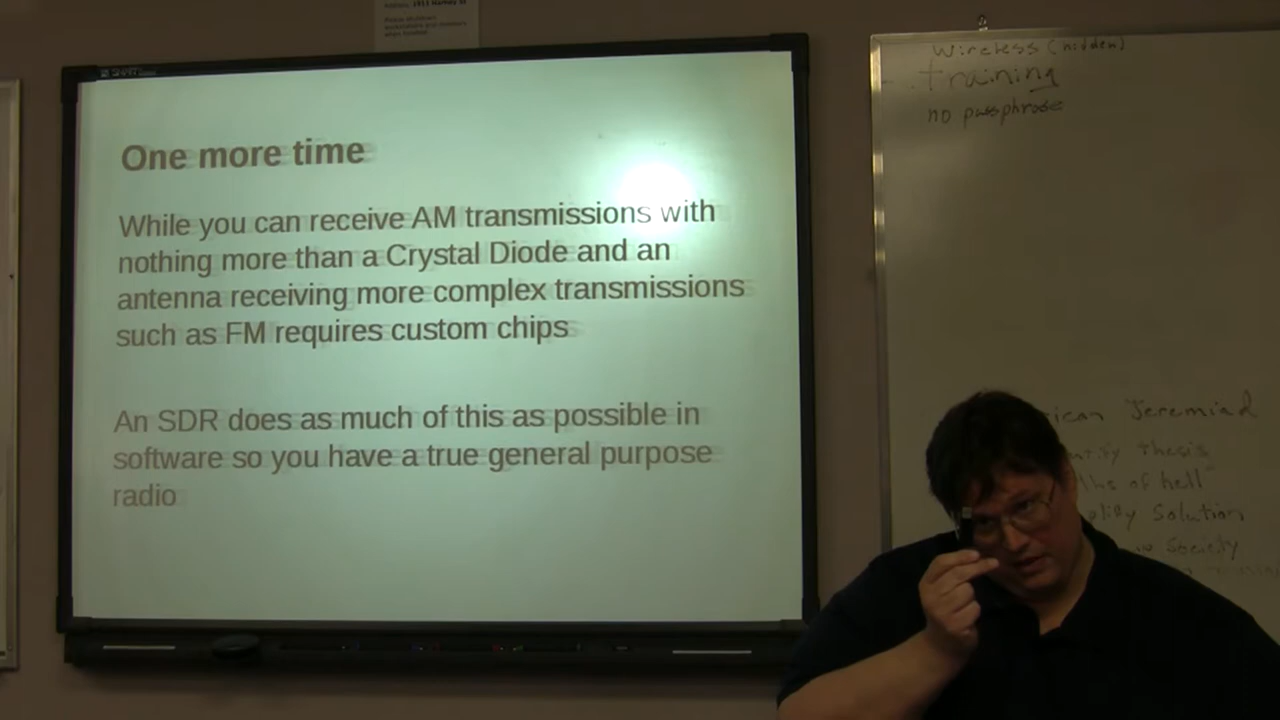 SMART
One more time
While you can receive AM transmissions with
nothing more than a Crystal Diode and an
antenna receiving more complex transmissions
such as FM requires custom chips
An SDR does as much of this as possible in
software so you have a true general purpose
radio
wireless (hidden)
training
no passphrase
Jeremiad
Thesis
of hell
Solution
in Society